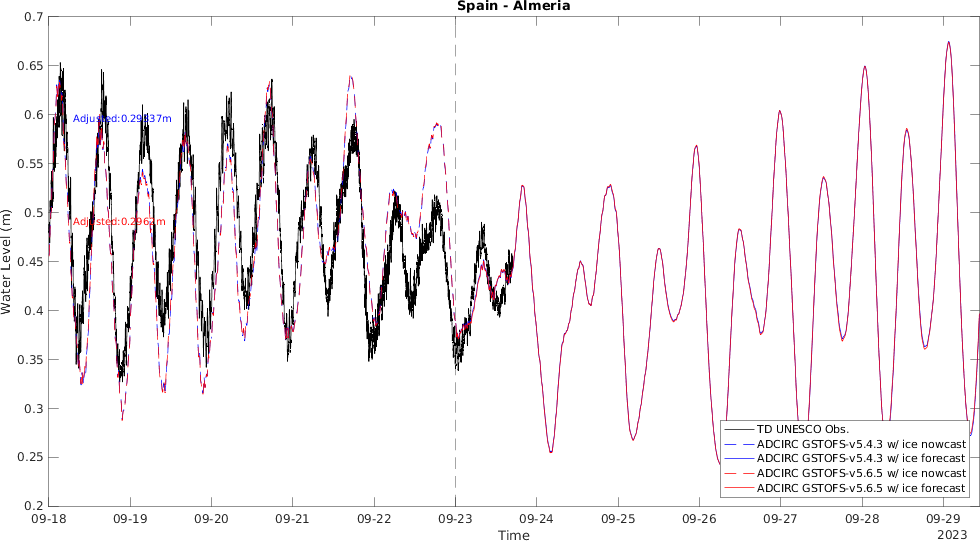 Spain - Almeria
0.7
0.65
0.6
0.55
0.5
0.45
0.4
0.35
0.3
0.25
0.2
Water Level (m)
Adjusted:0.29537m
Adjusted:0.2962m
TD UNESCO Obs.
ADCIRC GSTOFS-v5.4.3 w/ ice nowcast
ADCIRC GSTOFS-v5.4.3 w/ ice forecast
ADCIRC GSTOFS-v5.6.5 w/ ice nowcast
ADCIRC GSTOFS-v5.6.5 w/ ice forecast
09-18 09-19 09-20 09-21 09-22 09-23 09-24 09-25 09-26 09-27 09-28 09-29
Time 2023